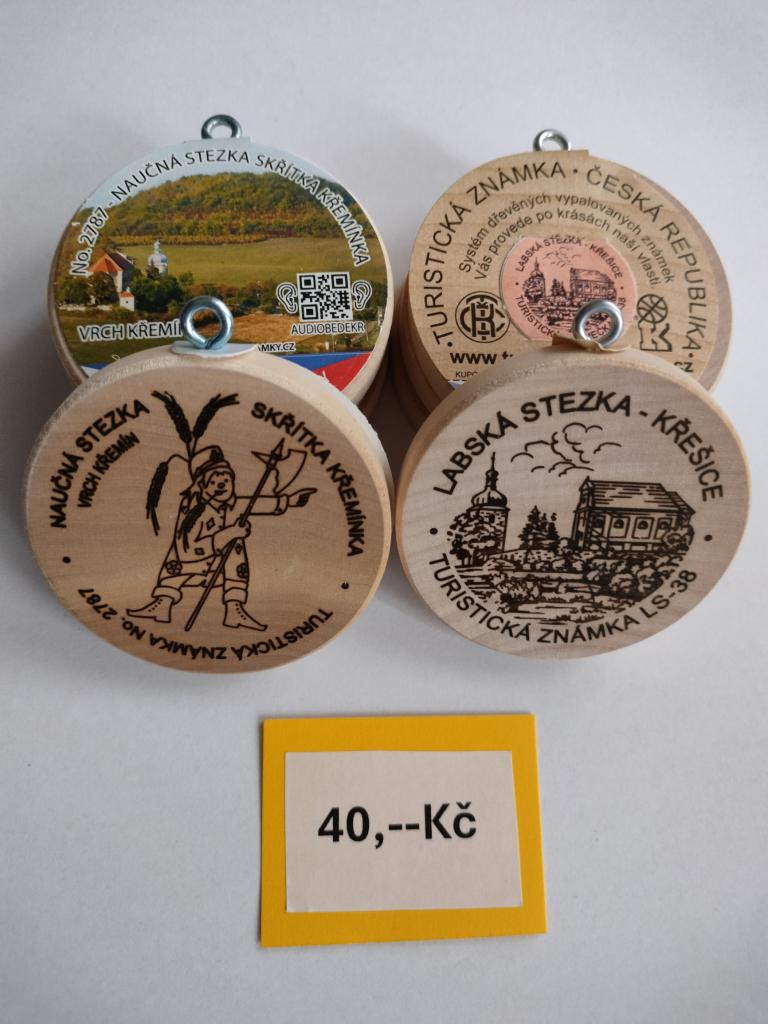 No. 2787 - NAUČNÁ STEZKA SKŘÍTKA KŘEMÍNKA
AUDIOBEDEKR
VRCH
TURISTICKÁ ZNÁMKA • ČESKÁ REPUBLIKA •
Systém dřevěných vypalovaných známek
Vás provede po krásách naší vlasti
LABSKÁ STEZKA - KŘEŠICE
NAUČNÁ STEZKA SKŘÍTKA KŘEMÍNKA
VRCH KŘEMÍN
• TURISTICKÁ ZNÁMKA No. 2787 •
LABSKÁ STEZKA - KŘEŠICE
• TURISTICKÁ ZNÁMKA LS-38 •
40,--Kč